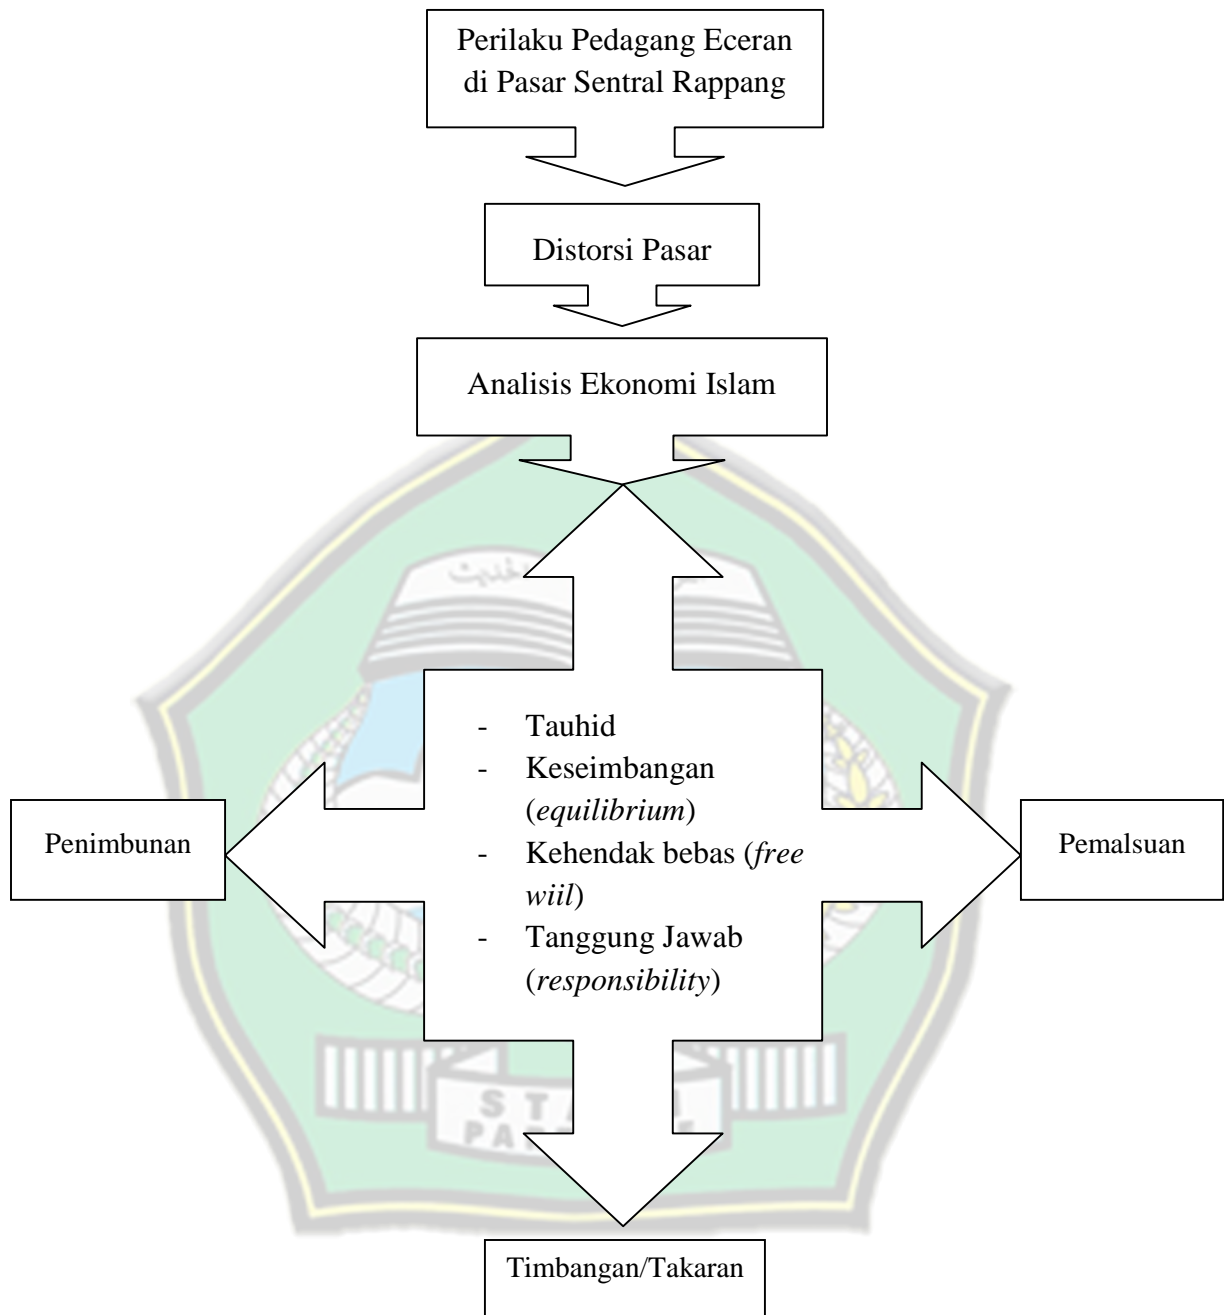 Perilaku Pedagang Eceran
di Pasar Sentral Rappang
Distorsi Pasar
Analisis Ekonomi Islam
- Tauhid
- Keseimbangan
(equilibrium)
- Kehendak bebas (free
wiil)
- Tanggung Jawab
(responsibility)
Penimbunan
Pemalsuan
Timbangan/Takaran